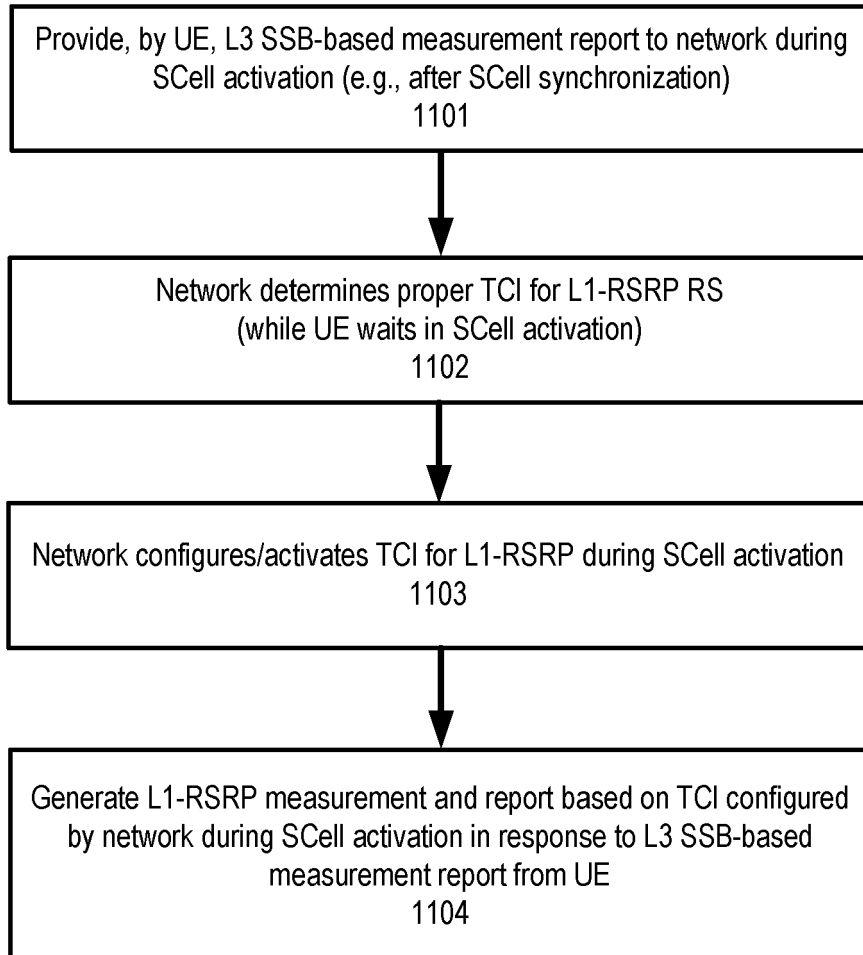 Provide, by UE, L3 SSB-based measurement report to network during
SCell activation (e.g., after SCell synchronization)
1101
Network determines proper TCI for L1-RSRP RS
(while UE waits in SCell activation)
1102
Network configures/activates TCI for L1-RSRP during SCell activation
1103
Generate L1-RSRP measurement and report based on TCI configured
by network during SCell activation in response to L3 SSB-based
measurement report from UE
1104